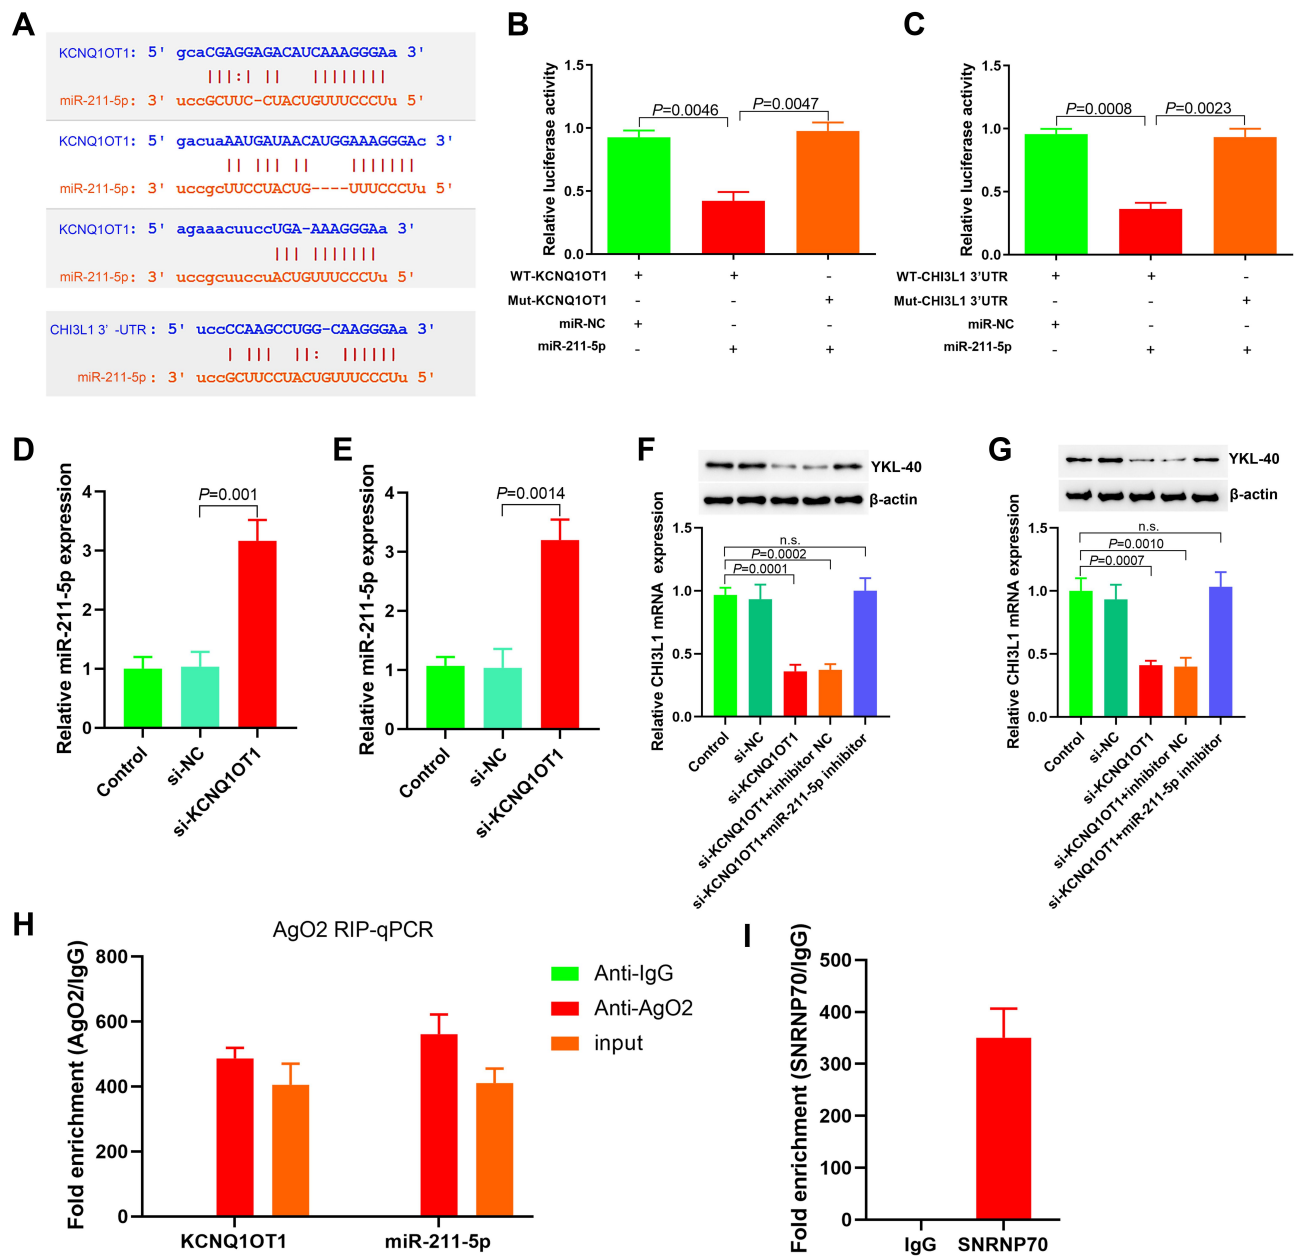 A
KCNQ1OT1: 5' gcaCGAGGAGACAUCAAAGGGAa 3'
|||:| || ||||||||
miR-211-5p: 3' uccGCUUC-CUACUGUUUCCCUu 5'
KCNQ1OT1: 5' gacuaAAUGAUAACAUGGAAAGGGAc 3'
|| ||| || |||||||
miR-211-5p: 3' uccgcUUCCUACUG----UUUCCCUu 5'
KCNQ1OT1: 5' agaaacuuccUGA-AAAGGGAa 3'
||| |||||||
miR-211-5p: 3' uccgcuuccuACUGUUUCCCUu 5'
CHI3L1 3' -UTR: 5' uccCCAAGCCUGG-CAAGGGAa 3'
| ||| ||: ||||||
miR-211-5p: 3' uccGCUUCCUACUGUUUCCCUu 5'
B
Relative luciferase activity
1.5
1.0
0.5
0.0
P=0.0046
P=0.0047
WT-KCNQ1OT1 + + -
Mut-KCNQ1OT1 - - +
miR-NC + - -
miR-211-5p - + +
C
Relative luciferase activity
1.5
1.0
0.5
0.0
P=0.0008
P=0.0023
WT-CHI3L1 3'UTR + + -
Mut-CHI3L1 3'UTR - - +
miR-NC + - -
miR-211-5p - + +
D
Relative miR-211-5p expression
4
3
2
1
0
P=0.001
Control
si-NC
si-KCNQ1OT1
E
Relative miR-211-5p expression
4
3
2
1
0
P=0.0014
Control
si-NC
si-KCNQ1OT1
F
YKL-40
β-actin
Relative CHI3L1 mRNA expression
1.5
1.0
0.5
0.0
n.s.
P=0.0002
P=0.0001
Control
si-NC
si-KCNQ1OT1
si-KCNQ1OT1+inhibitor NC
si-KCNQ1OT1+miR-211-5p inhibitor
G
YKL-40
β-actin
Relative CHI3L1 mRNA expression
1.5
1.0
0.5
0.0
n.s.
P=0.0010
P=0.0007
Control
si-NC
si-KCNQ1OT1
si-KCNQ1OT1+inhibitor NC
si-KCNQ1OT1+miR-211-5p inhibitor
H
AgO2 RIP-qPCR
Fold enrichment (AgO2/IgG)
800
600
400
200
0
KCNQ1OT1
miR-211-5p
Anti-IgG
Anti-AgO2
input
I
Fold enrichment (SNRNP70/IgG)
500
400
300
200
100
0
IgG
SNRNP70